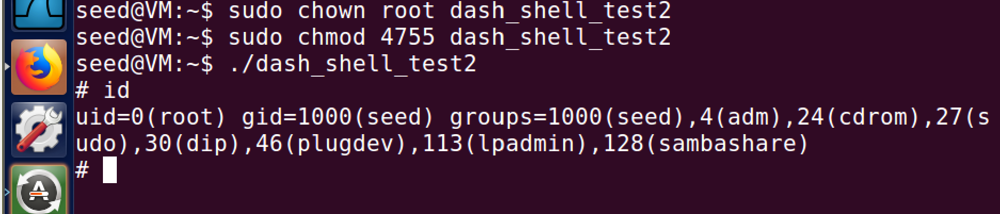 seed@VM:~$ sudo chown root dash_shell_test2
seed@VM:~$ sudo chmod 4755 dash_shell_test2
seed@VM:~$ ./dash_shell_test2
# id
uid=0(root) gid=1000(seed) groups=1000(seed),4(adm),24(cdrom),27(s
udo),30(dip),46(plugdev),113(lpadmin),128(sambashare)
#